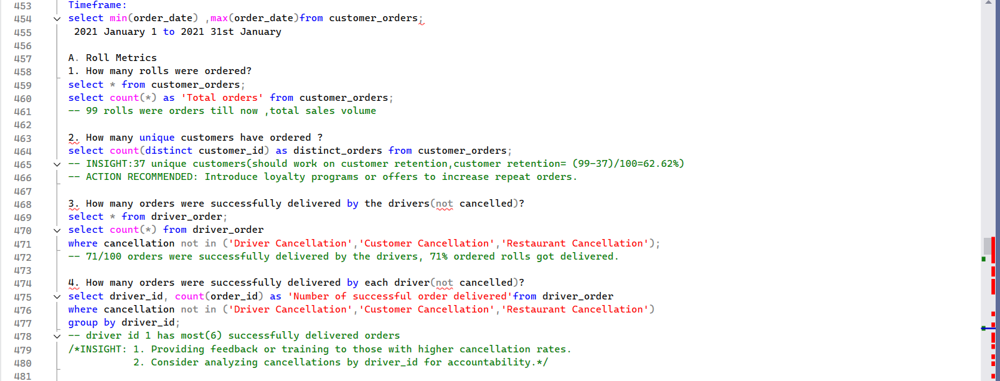 453 Timeframe:
454 select min(order_date) ,max(order_date)from customer_orders;
455 2021 January 1 to 2021 31st January
456
457 A. Roll Metrics
458 1. How many rolls were ordered?
459 select * from customer_orders;
460 select count(*) as 'Total orders' from customer_orders;
461 -- 99 rolls were orders till now ,total sales volume
462
463 2. How many unique customers have ordered ?
464 select count(distinct customer_id) as distinct_orders from customer_orders;
465 -- INSIGHT:37 unique customers(should work on customer retention,customer retention= (99-37)/100=62.62%)
466 -- ACTION RECOMMENDED: Introduce loyalty programs or offers to increase repeat orders.
467
468 3. How many orders were successfully delivered by the drivers(not cancelled)?
469 select * from driver_order;
470 select count(*) from driver_order
471 where cancellation not in ('Driver Cancellation','Customer Cancellation','Restaurant Cancellation');
472 -- 71/100 orders were successfully delivered by the drivers, 71% ordered rolls got delivered.
473
474 4. How many orders were successfully delivered by each driver(not cancelled)?
475 select driver_id, count(order_id) as 'Number of successful order delivered'from driver_order
476 where cancellation not in ('Driver Cancellation','Customer Cancellation','Restaurant Cancellation')
477 group by driver_id;
478 -- driver id 1 has most(6) successfully delivered orders
479 /*INSIGHT: 1. Providing feedback or training to those with higher cancellation rates.
480 2. Consider analyzing cancellations by driver_id for accountability.*/
481